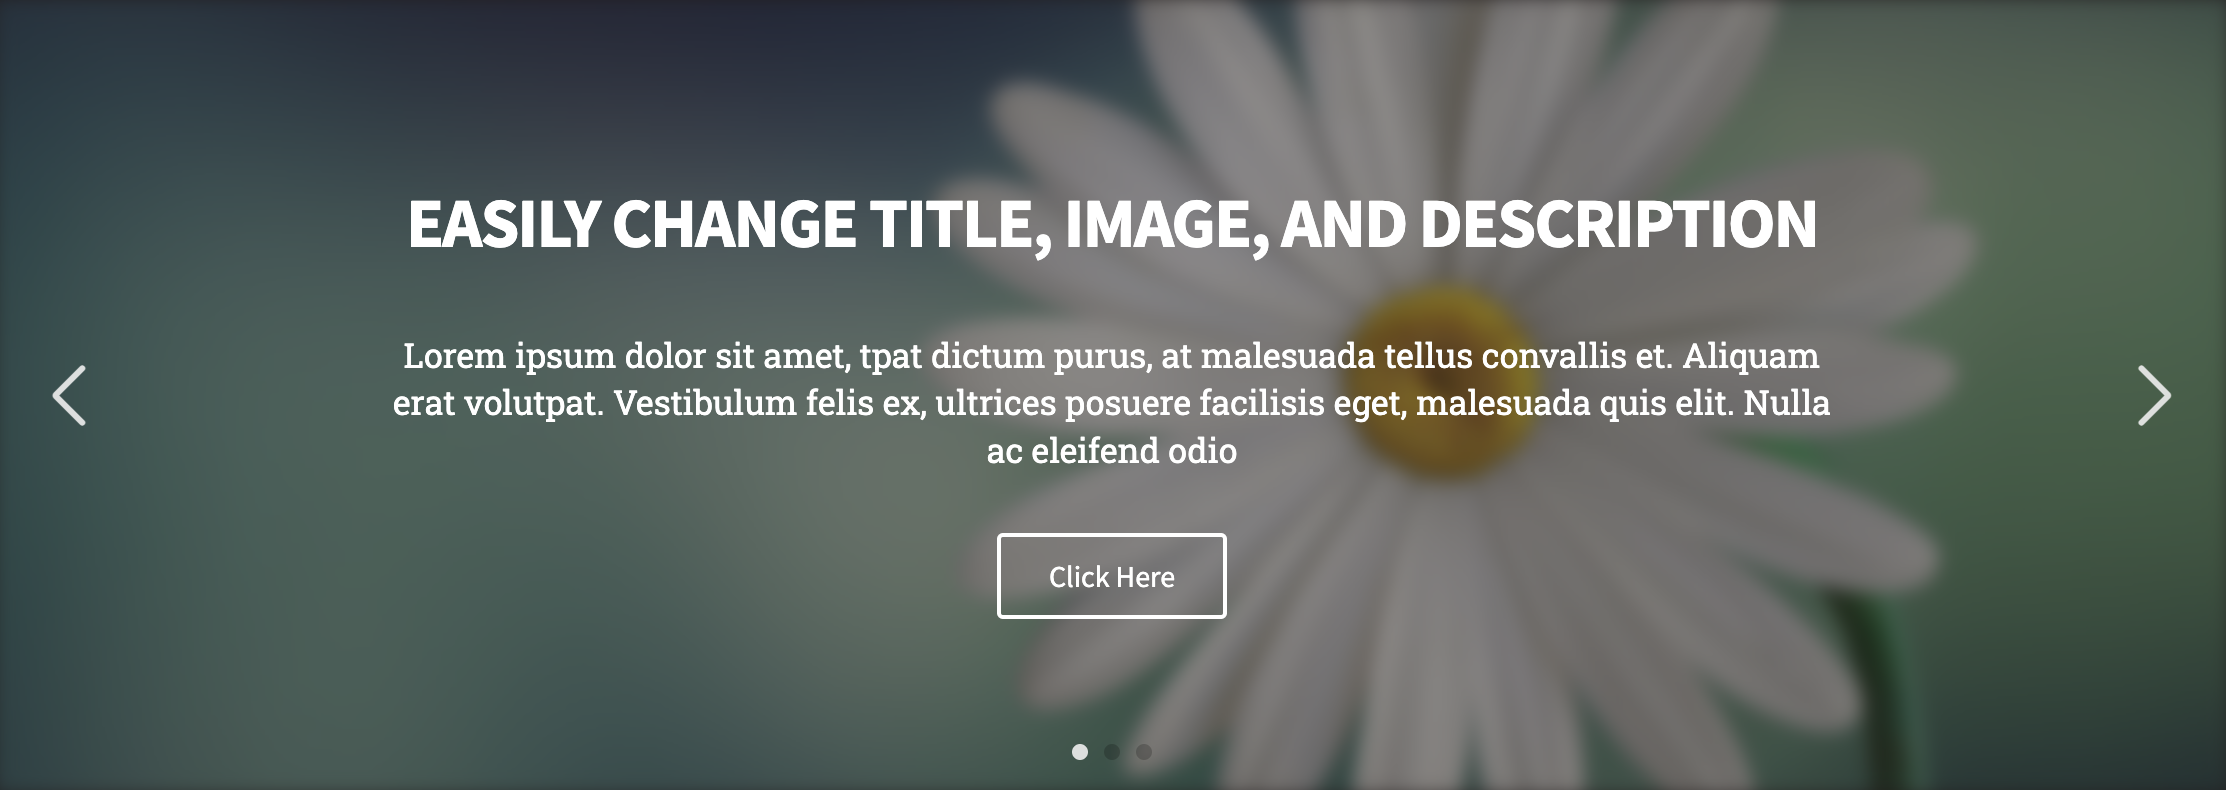 EASILY CHANGE TITLE, IMAGE, AND DESCRIPTION
Lorem ipsum dolor sit amet, tpat dictum purus, at malesuada tellus convallis et. Aliquam
erat volutpat. Vestibulum felis ex, ultrices posuere facilisis eget, malesuada quis elit. Nulla
ac eleifend odio
Click Here